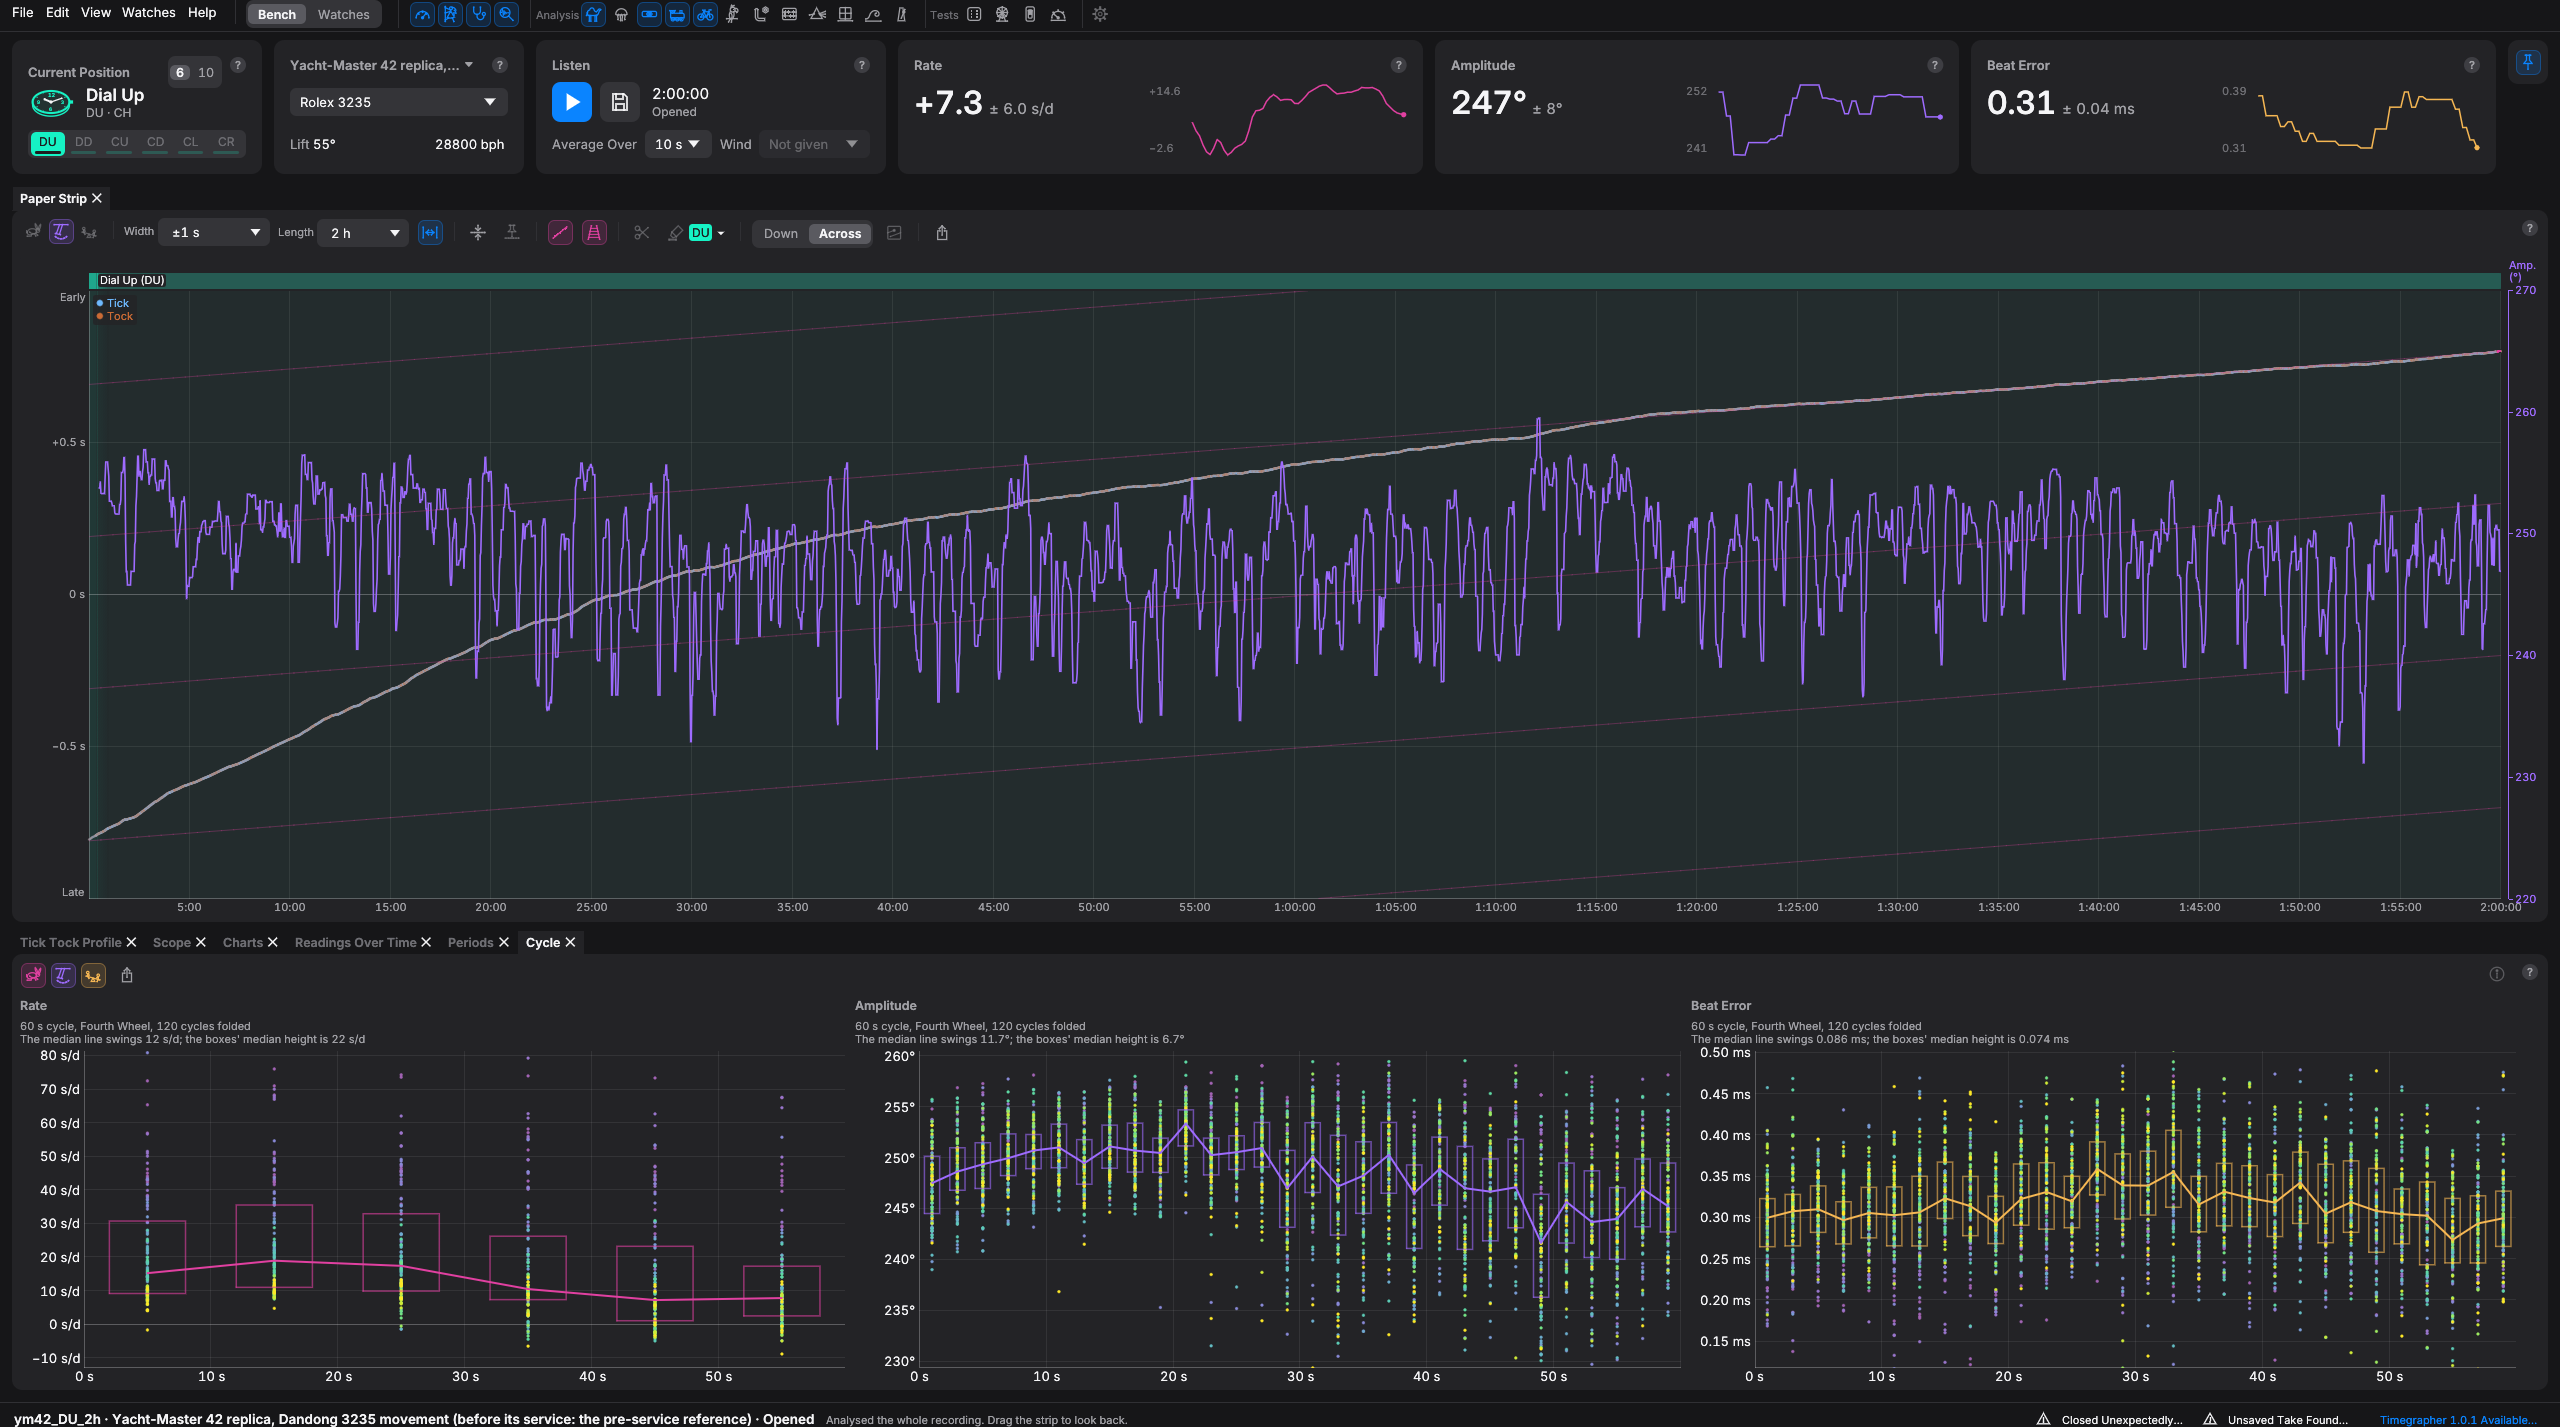 File Edit View Watches Help Bench Watches Analysis Tests
Current Position 6 10 ?
Dial Up
DU · CH
DU DD CU CD CL CR
Yacht-Master 42 replica,... ?
Rolex 3235
Lift 55° 28800 bph
Listen ?
2:00:00
Opened
Average Over 10 s Wind Not given
Rate ?
+7.3 ± 6.0 s/d
+14.6
−2.6
Amplitude ?
247° ± 8°
252
241
Beat Error ?
0.31 ± 0.04 ms
0.39
0.31
Paper Strip
Width ±1 s Length 2 h DU Down Across ?
Dial Up (DU)
Amp. (°)
Early
Tick
Tock
+0.5 s
0 s
−0.5 s
Late
270
260
250
240
230
220
5:00 10:00 15:00 20:00 25:00 30:00 35:00 40:00 45:00 50:00 55:00 1:00:00 1:05:00 1:10:00 1:15:00 1:20:00 1:25:00 1:30:00 1:35:00 1:40:00 1:45:00 1:50:00 1:55:00 2:00:00
Tick Tock Profile Scope Charts Readings Over Time Periods Cycle
?
Rate
60 s cycle, Fourth Wheel, 120 cycles folded
The median line swings 12 s/d; the boxes' median height is 22 s/d
80 s/d
70 s/d
60 s/d
50 s/d
40 s/d
30 s/d
20 s/d
10 s/d
0 s/d
−10 s/d
0 s 10 s 20 s 30 s 40 s 50 s
Amplitude
60 s cycle, Fourth Wheel, 120 cycles folded
The median line swings 11.7°; the boxes' median height is 6.7°
260°
255°
250°
245°
240°
235°
230°
0 s 10 s 20 s 30 s 40 s 50 s
Beat Error
60 s cycle, Fourth Wheel, 120 cycles folded
The median line swings 0.086 ms; the boxes' median height is 0.074 ms
0.50 ms
0.45 ms
0.40 ms
0.35 ms
0.30 ms
0.25 ms
0.20 ms
0.15 ms
0 s 10 s 20 s 30 s 40 s 50 s
ym42_DU_2h · Yacht-Master 42 replica, Dandong 3235 movement (before its service: the pre-service reference) · Opened Analysed the whole recording. Drag the strip to look back. Closed Unexpectedly... Unsaved Take Found... Timegrapher 1.0.1 Available...